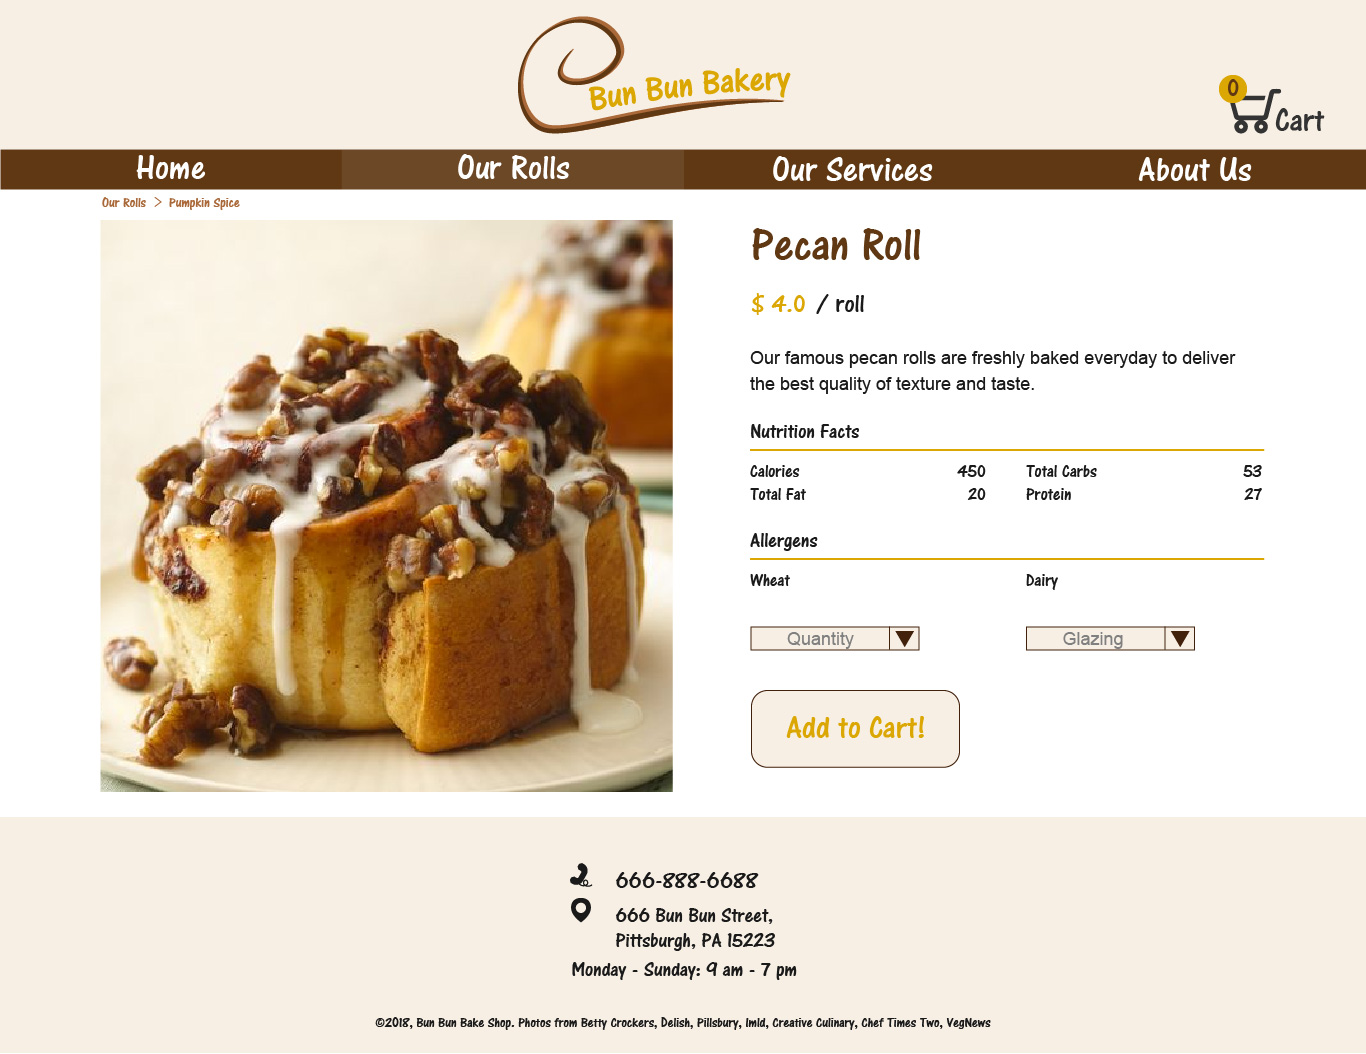 Bun Bun Bakery
0
Cart
Home
Our Rolls
Our Services
About Us
Our Rolls > Pumpkin Spice
Pecan Roll
$ 4.0 / roll
Our famous pecan rolls are freshly baked everyday to deliver
the best quality of texture and taste.
Nutrition Facts
Calories 450 Total Carbs 53
Total Fat 20 Protein 27
Allergens
Wheat Dairy
Quantity Glazing
Add to Cart!
666-888-6688
666 Bun Bun Street,
Pittsburgh, PA 15223
Monday - Sunday: 9 am - 7 pm
©2018, Bun Bun Bake Shop. Photos from Betty Crockers, Delish, Pillsbury, Imld, Creative Culinary, Chef Times Two, VegNews